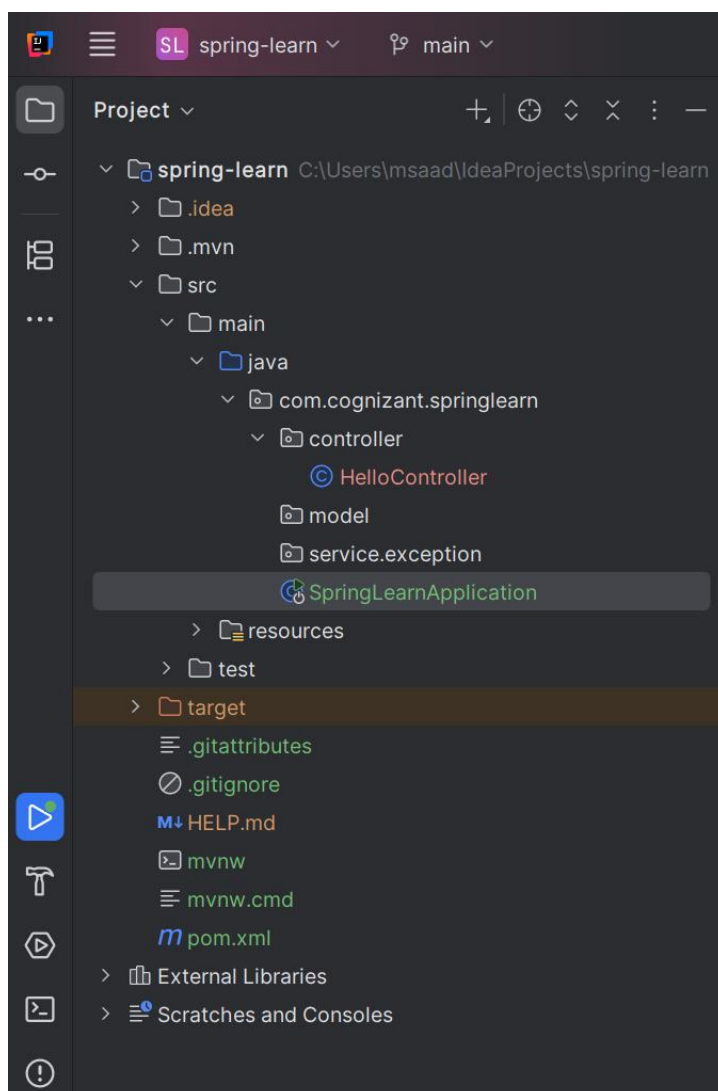 SL spring-learn main
Project
spring-learn C:\Users\msaad\IdeaProjects\spring-learn
.idea
.mvn
src
main
java
com.cognizant.springlearn
controller
HelloController
model
service.exception
SpringLearnApplication
resources
test
target
.gitattributes
.gitignore
M↓ HELP.md
mvnw
mvnw.cmd
m pom.xml
External Libraries
Scratches and Consoles